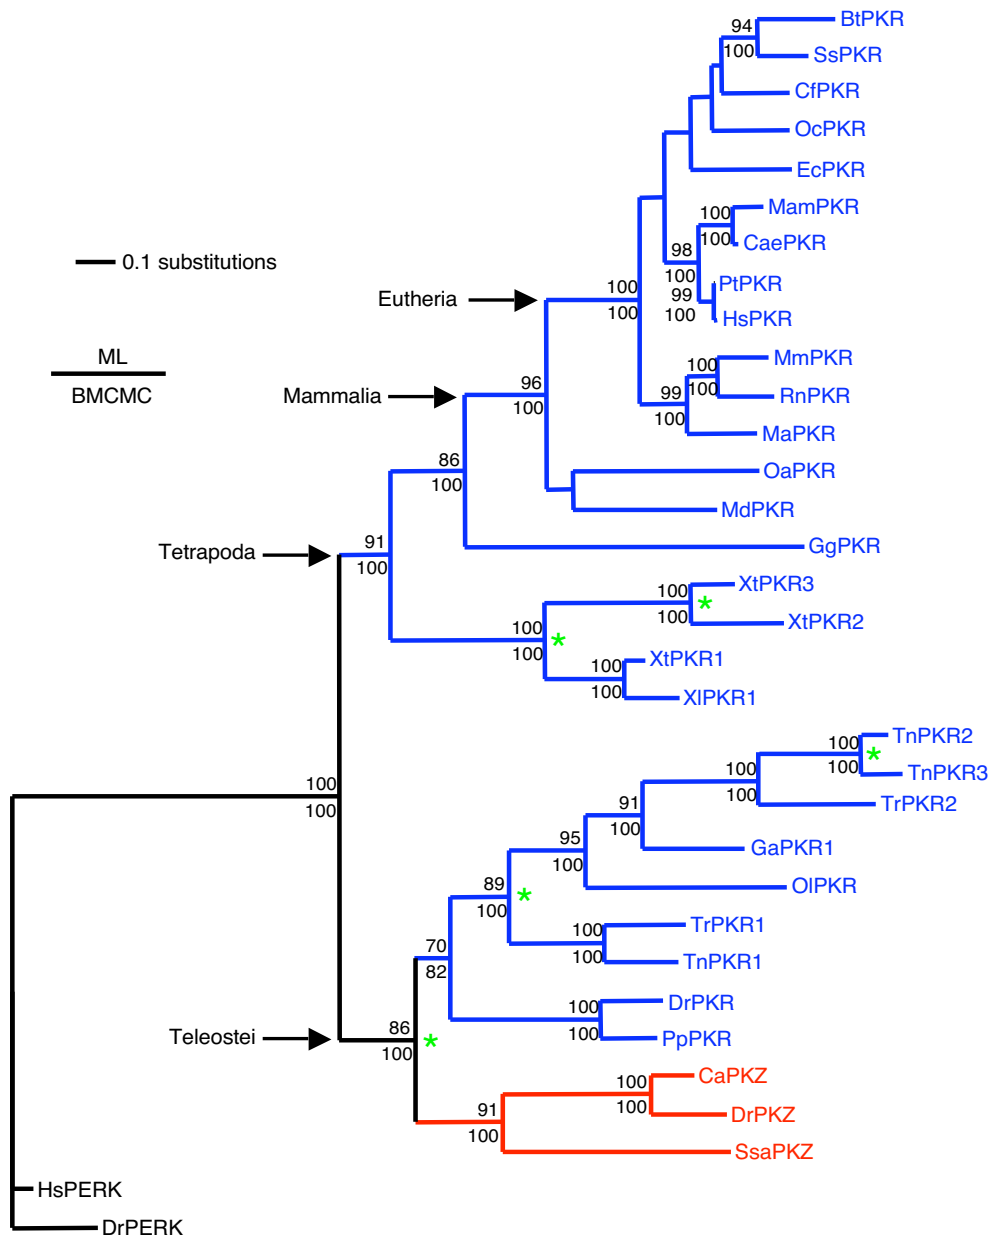 BtPKR
94
100
SsPKR
CfPKR
OcPKR
EcPKR
MamPKR
100
100
CaePKR
98
100
PtPKR
99
100
HsPKR
0.1 substitutions
Eutheria
100
100
ML
BMCMC
MmPKR
100
100
RnPKR
99
100
MaPKR
Mammalia
96
100
OaPKR
MdPKR
86
100
GgPKR
Tetrapoda
91
100
XtPKR3
100
100
*
XtPKR2
100
100
*
XtPKR1
100
100
XlPKR1
TnPKR2
100
100
*
TnPKR3
100
100
TrPKR2
100
100
91
100
GaPKR1
95
100
OlPKR
89
100
*
TrPKR1
100
100
TnPKR1
70
82
DrPKR
100
100
PpPKR
Teleostei
86
100
*
CaPKZ
100
100
DrPKZ
91
100
SsaPKZ
HsPERK
DrPERK